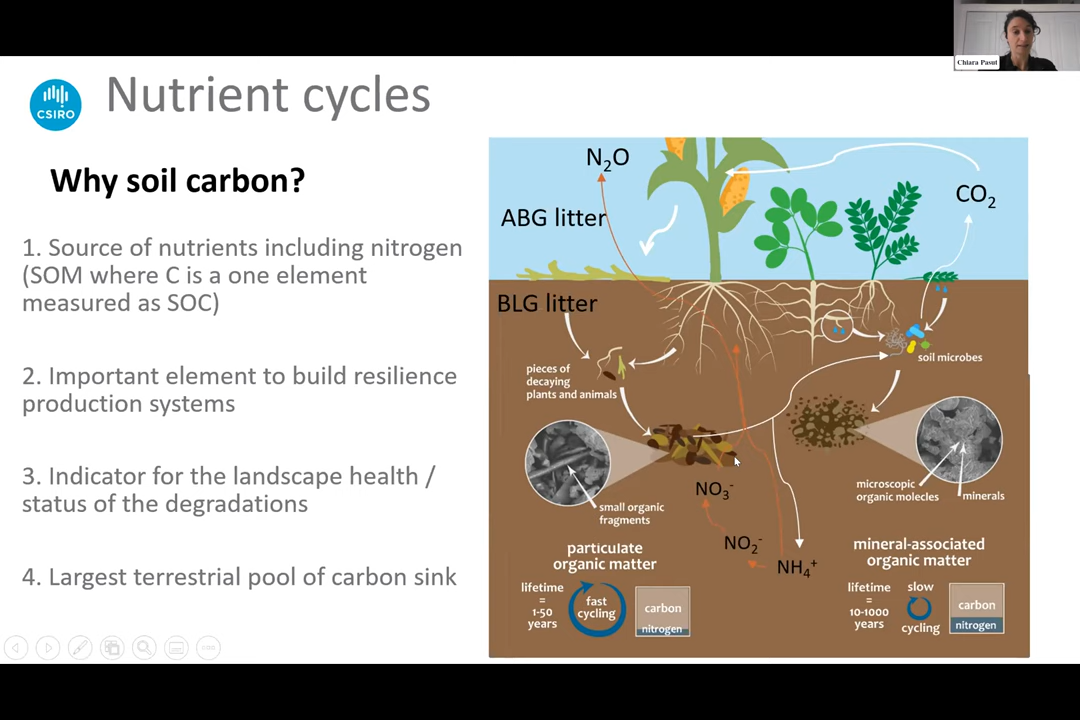 Chiara Pasut
CSIRO
Nutrient cycles
Why soil carbon?
1. Source of nutrients including nitrogen
(SOM where C is a one element
measured as SOC)
2. Important element to build resilience
production systems
3. Indicator for the landscape health /
status of the degradations
4. Largest terrestrial pool of carbon sink
N₂O
CO₂
ABG litter
BLG litter
pieces of
decaying
plants and animals
soil microbes
small organic
fragments
microscopic
organic molecles
minerals
NO₃⁻
NO₂⁻
NH₄⁺
particulate
organic matter
lifetime
=
1-50
years
fast
cycling
carbon
nitrogen
mineral-associated
organic matter
lifetime
=
10-1000
years
slow
cycling
carbon
nitrogen